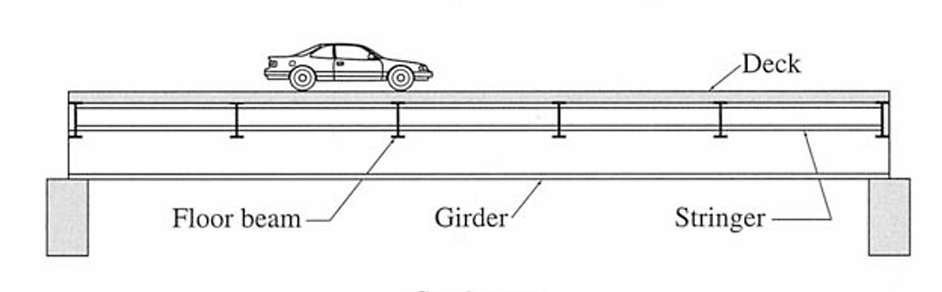 Deck
Floor beam
Girder
Stringer